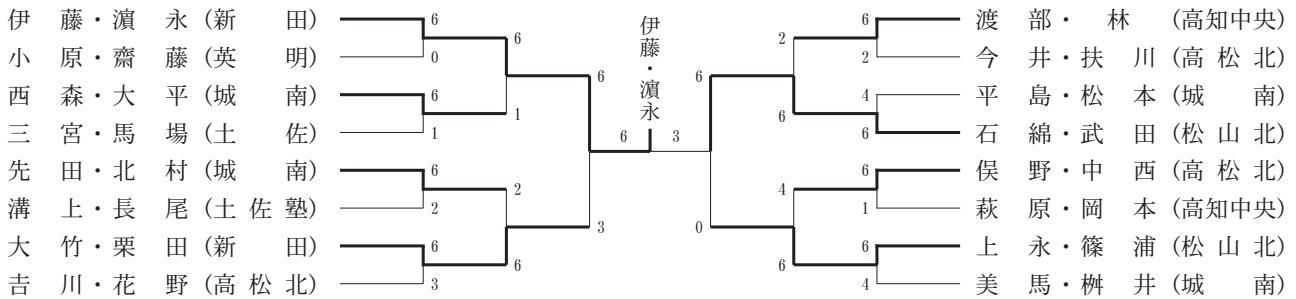 伊藤・濵永（新田）
小原・齋藤（英明）
西森・大平（城南）
三宮・馬場（土佐）
先田・北村（城南）
溝上・長尾（土佐塾）
大竹・栗田（新田）
𠮷川・花野（高松北）
6
0
6
1
6
2
6
3
6
1
2
6
6
3
伊藤・濵永
6 3
6
0
2
6
4
6
6
2
4
6
6
1
6
4
渡部・林（高知中央）
今井・扶川（高松北）
平島・松本（城南）
石綿・武田（松山北）
俣野・中西（高松北）
萩原・岡本（高知中央）
上永・篠浦（松山北）
美馬・桝井（城南）